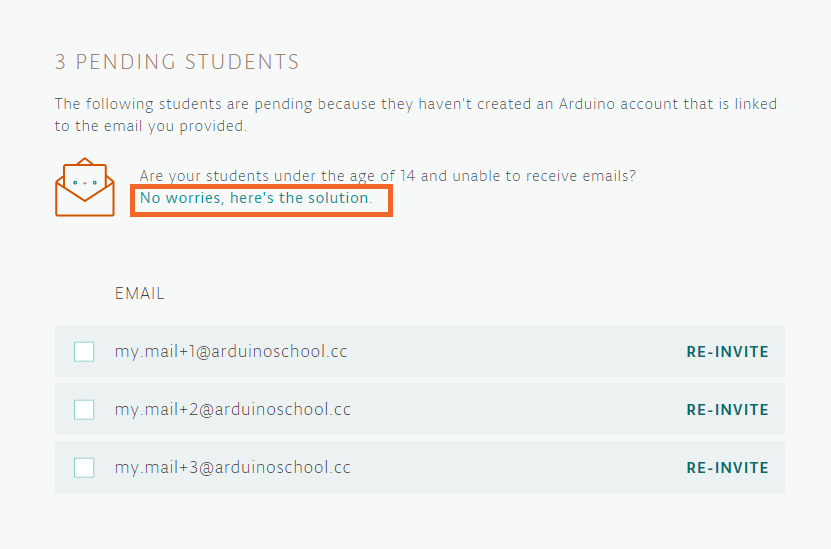 3 PENDING STUDENTS
The following students are pending because they haven't created an Arduino account that is linked
to the email you provided.
Are your students under the age of 14 and unable to receive emails?
No worries, here's the solution.
EMAIL
my.mail+1@arduinoschool.cc RE-INVITE
my.mail+2@arduinoschool.cc RE-INVITE
my.mail+3@arduinoschool.cc RE-INVITE